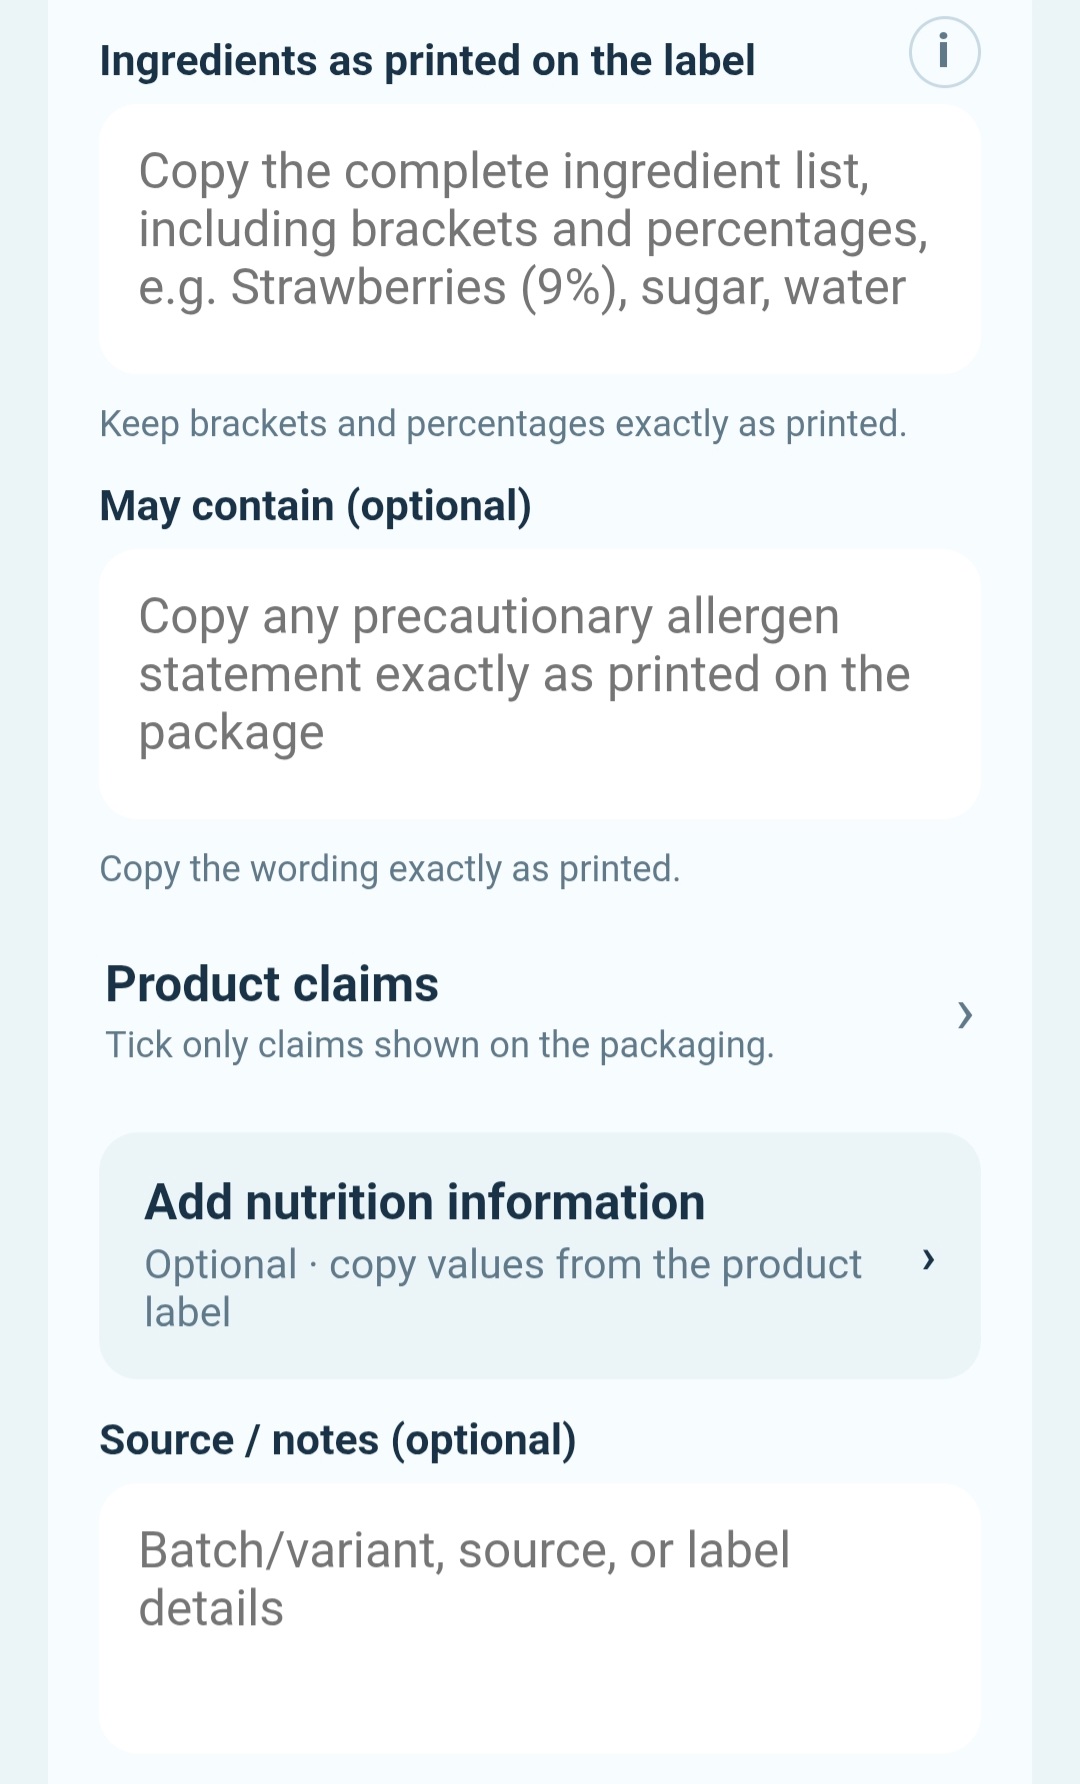 Ingredients as printed on the label
i
Copy the complete ingredient list,
including brackets and percentages,
e.g. Strawberries (9%), sugar, water
Keep brackets and percentages exactly as printed.
May contain (optional)
Copy any precautionary allergen
statement exactly as printed on the
package
Copy the wording exactly as printed.
Product claims
Tick only claims shown on the packaging.
›
Add nutrition information
Optional · copy values from the product
label
›
Source / notes (optional)
Batch/variant, source, or label
details